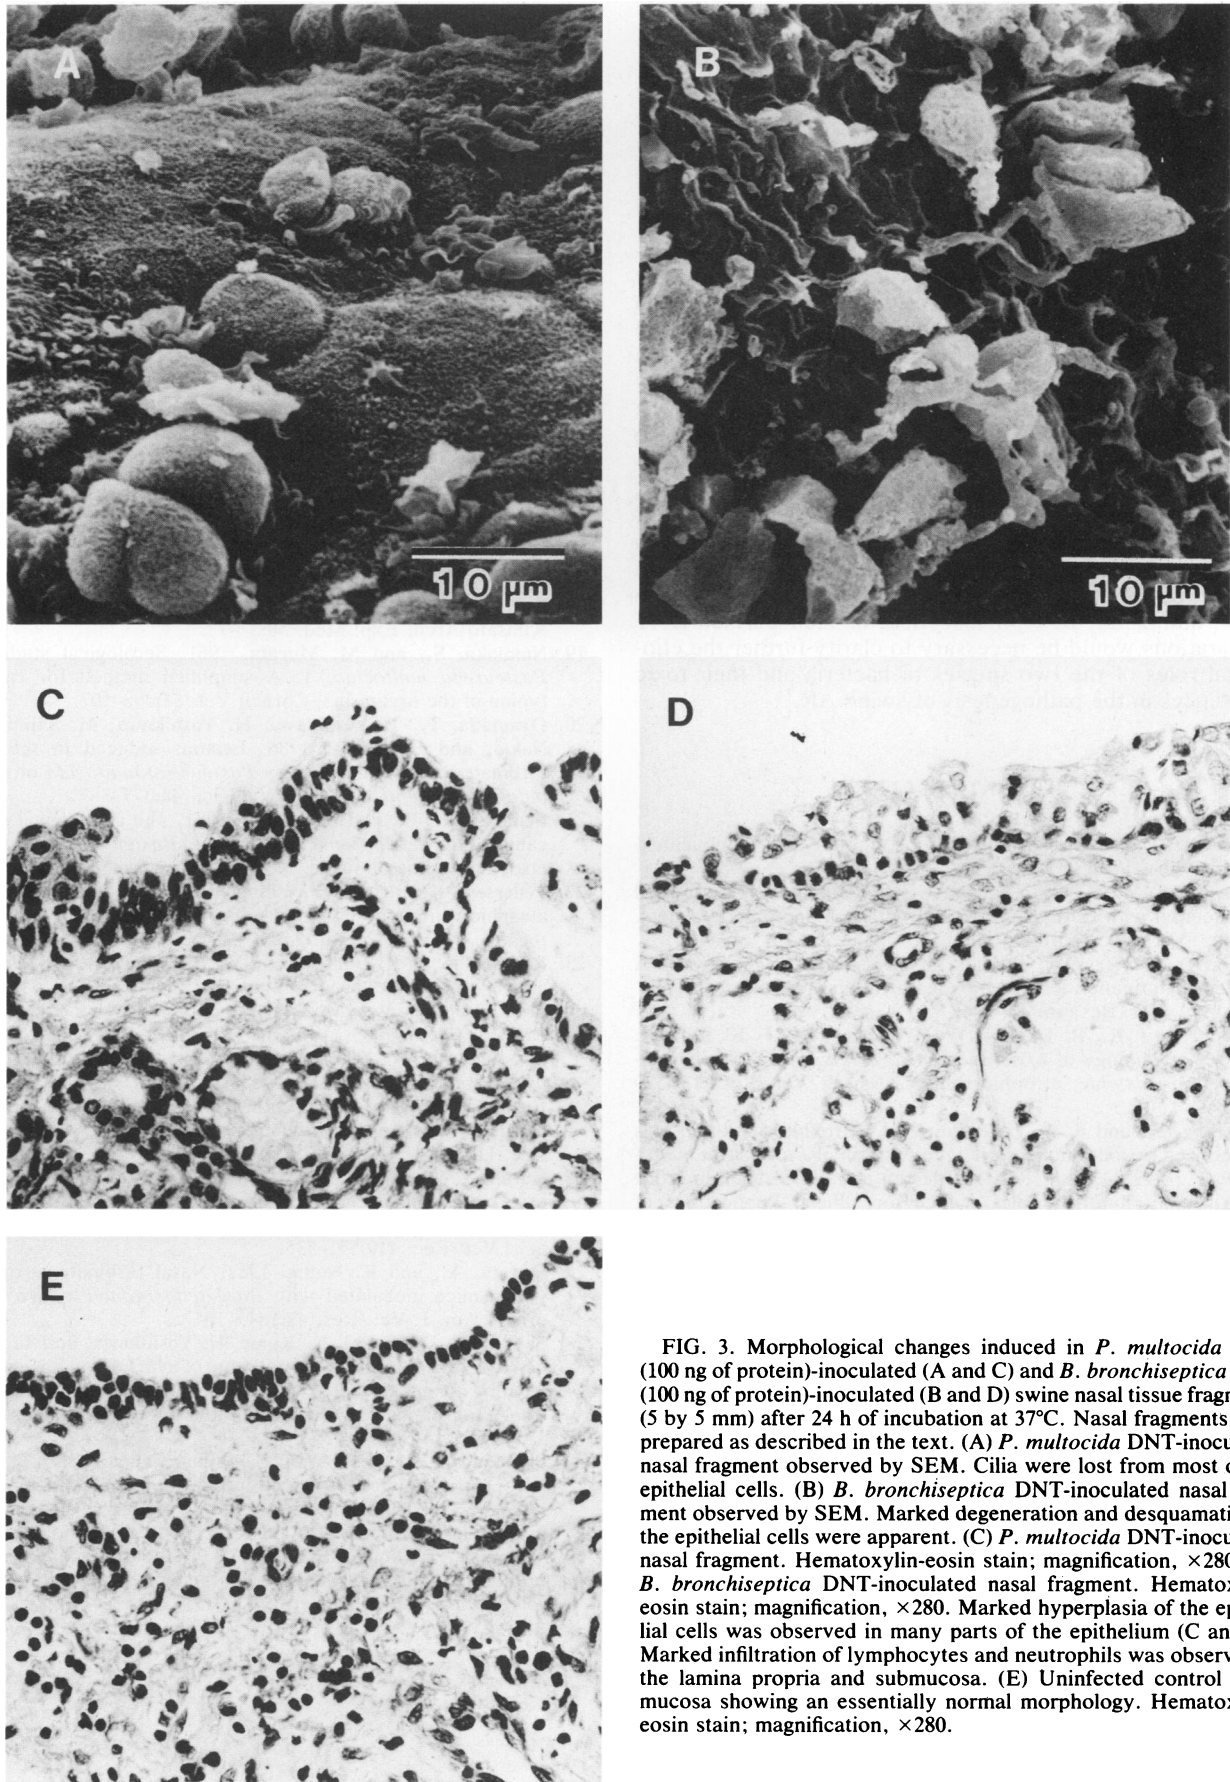 A
B
10 µm
10 µm
C
D
E
FIG. 3. Morphological changes induced in P. multocida
(100 ng of protein)-inoculated (A and C) and B. bronchiseptica
(100 ng of protein)-inoculated (B and D) swine nasal tissue fragm
(5 by 5 mm) after 24 h of incubation at 37°C. Nasal fragments
prepared as described in the text. (A) P. multocida DNT-inocu
nasal fragment observed by SEM. Cilia were lost from most o
epithelial cells. (B) B. bronchiseptica DNT-inoculated nasal
ment observed by SEM. Marked degeneration and desquamati
the epithelial cells were apparent. (C) P. multocida DNT-inocu
nasal fragment. Hematoxylin-eosin stain; magnification, ×280
B. bronchiseptica DNT-inoculated nasal fragment. Hematox
eosin stain; magnification, ×280. Marked hyperplasia of the ep
lial cells was observed in many parts of the epithelium (C an
Marked infiltration of lymphocytes and neutrophils was observ
the lamina propria and submucosa. (E) Uninfected control
mucosa showing an essentially normal morphology. Hematox
eosin stain; magnification, ×280.